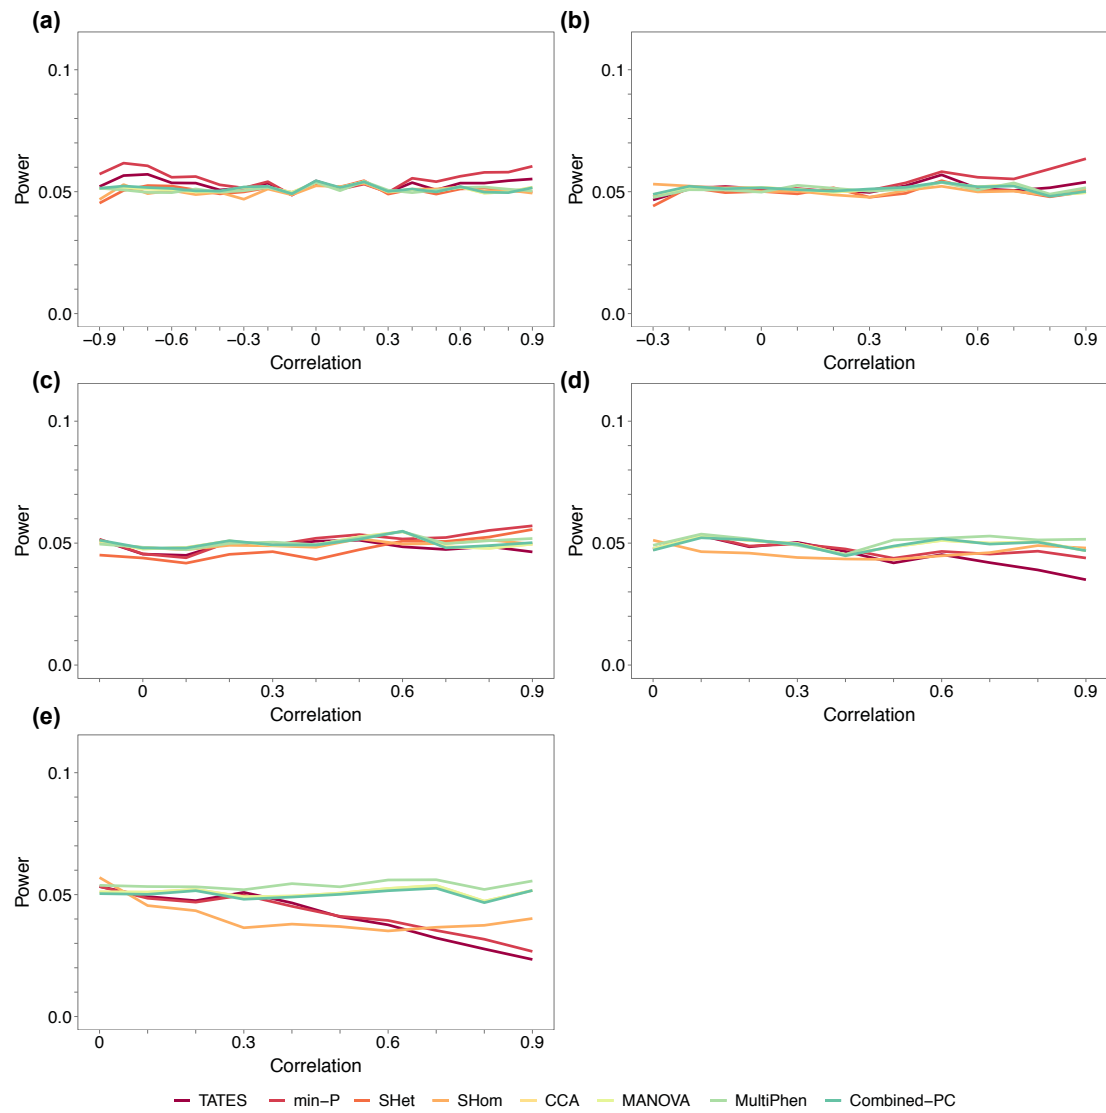 (a)
0.1
Power
0.05
0.0
−0.9 −0.6 −0.3 0 0.3 0.6 0.9
Correlation
(b)
0.1
Power
0.05
0.0
−0.3 0 0.3 0.6 0.9
Correlation
(c)
0.1
Power
0.05
0.0
0 0.3 0.6 0.9
Correlation
(d)
0.1
Power
0.05
0.0
0 0.3 0.6 0.9
Correlation
(e)
0.1
Power
0.05
0.0
0 0.3 0.6 0.9
Correlation
TATES min−P SHet SHom CCA MANOVA MultiPhen Combined−PC